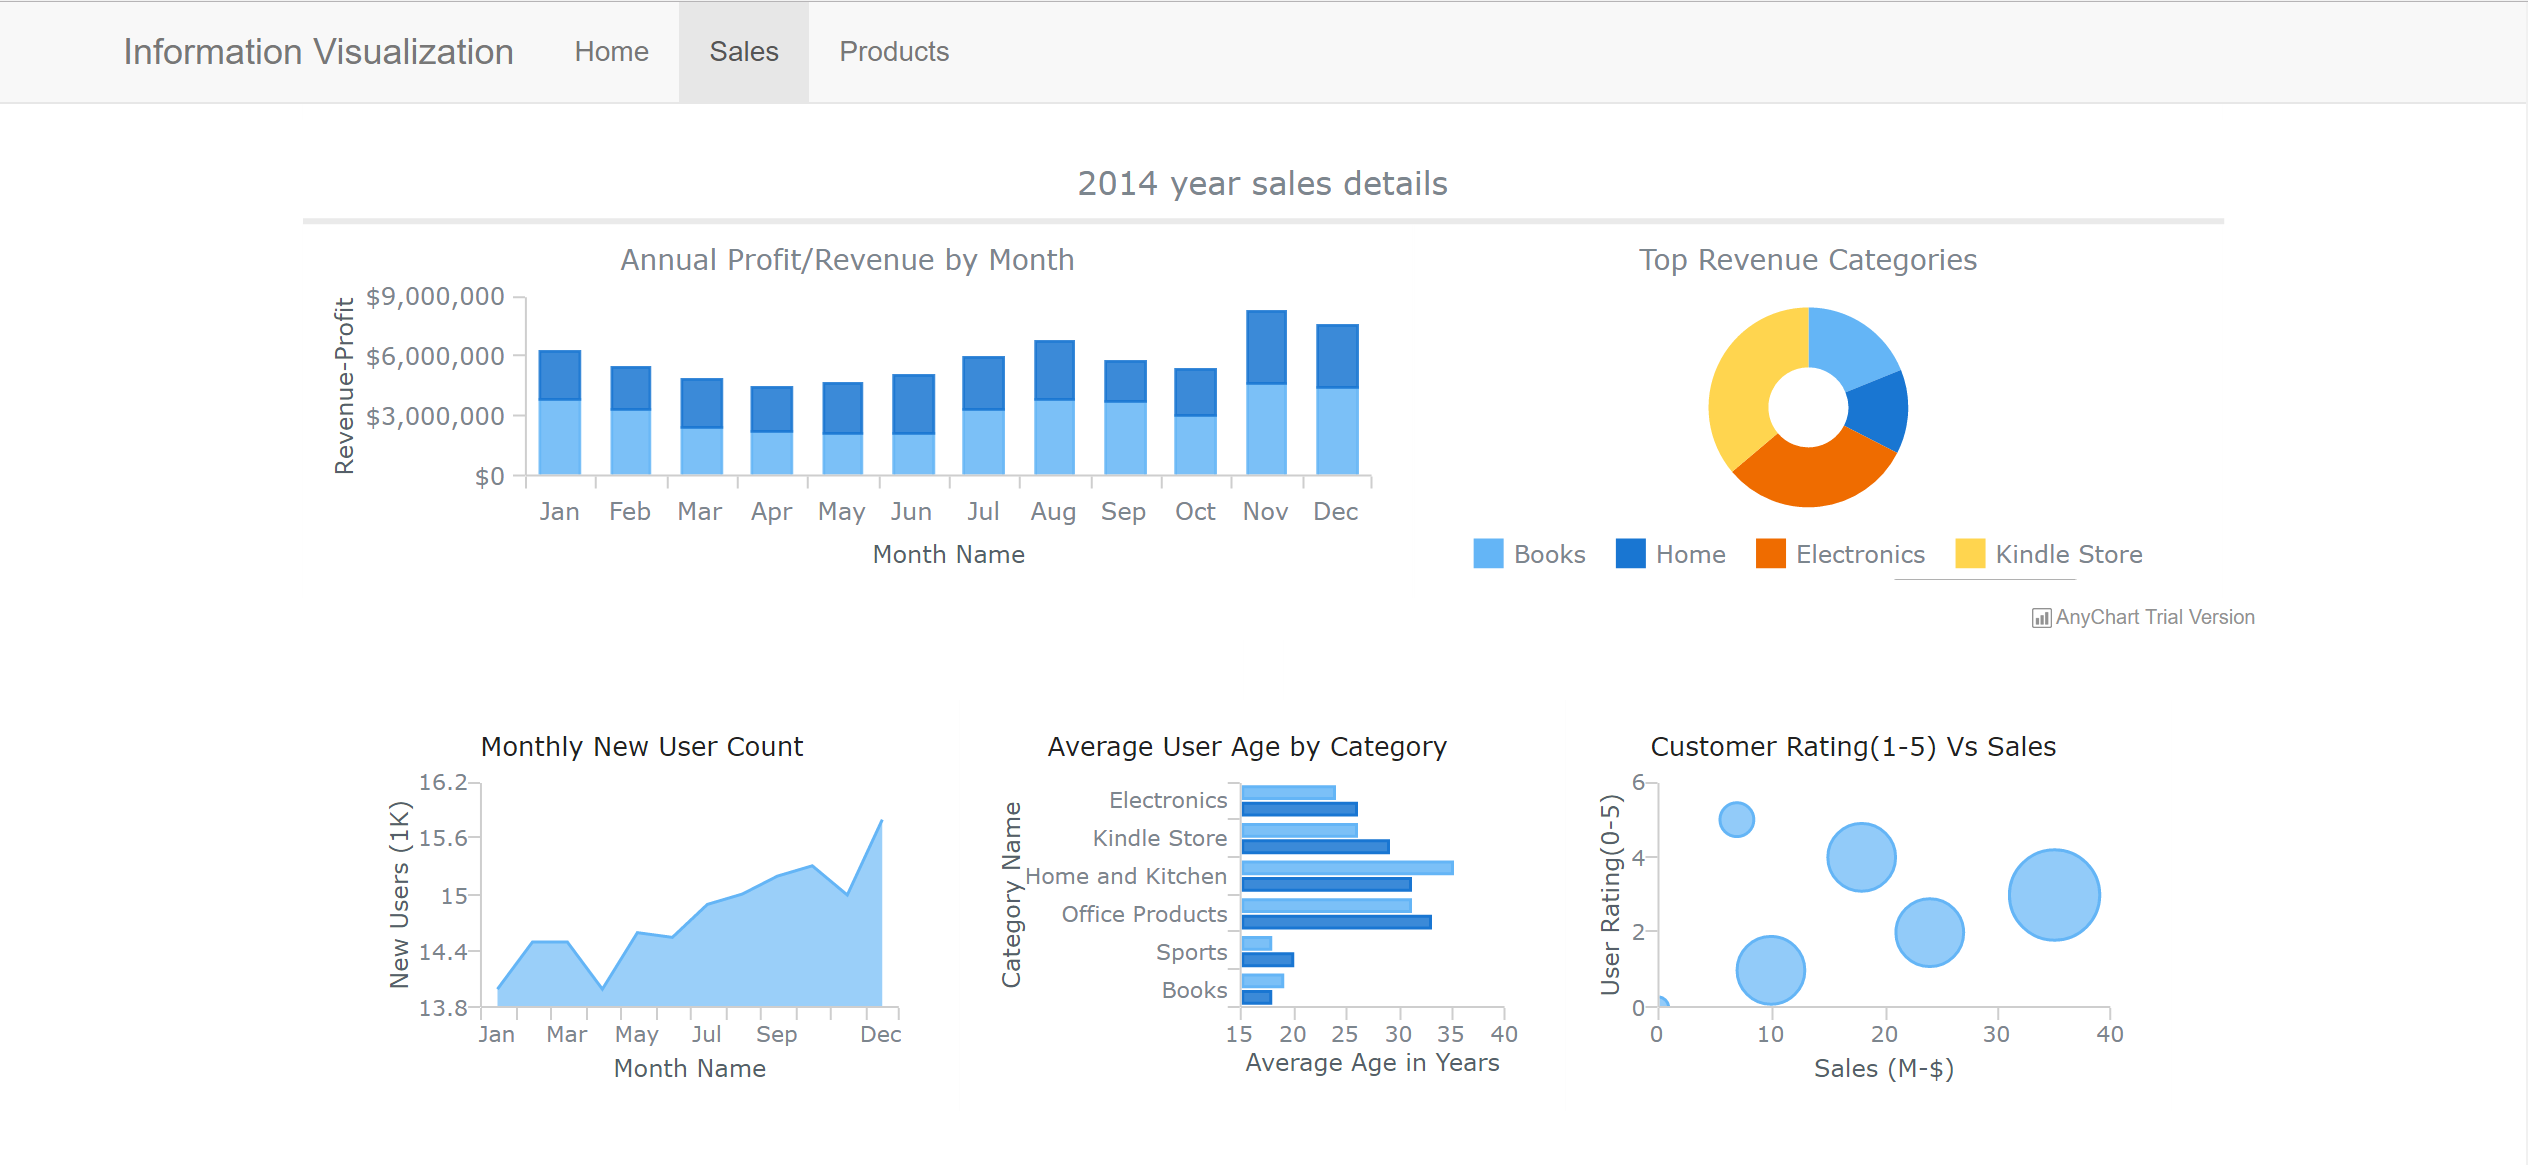 Information Visualization Home Sales Products
2014 year sales details
Annual Profit/Revenue by Month
Revenue-Profit
$9,000,000
$6,000,000
$3,000,000
$0
Jan Feb Mar Apr May Jun Jul Aug Sep Oct Nov Dec
Month Name
Top Revenue Categories
Books Home Electronics Kindle Store
AnyChart Trial Version
Monthly New User Count
New Users (1K)
16.2
15.6
15
14.4
13.8
Jan Mar May Jul Sep Dec
Month Name
Average User Age by Category
Category Name
Electronics
Kindle Store
Home and Kitchen
Office Products
Sports
Books
15 20 25 30 35 40
Average Age in Years
Customer Rating(1-5) Vs Sales
User Rating(0-5)
6
4
2
0
0 10 20 30 40
Sales (M-$)